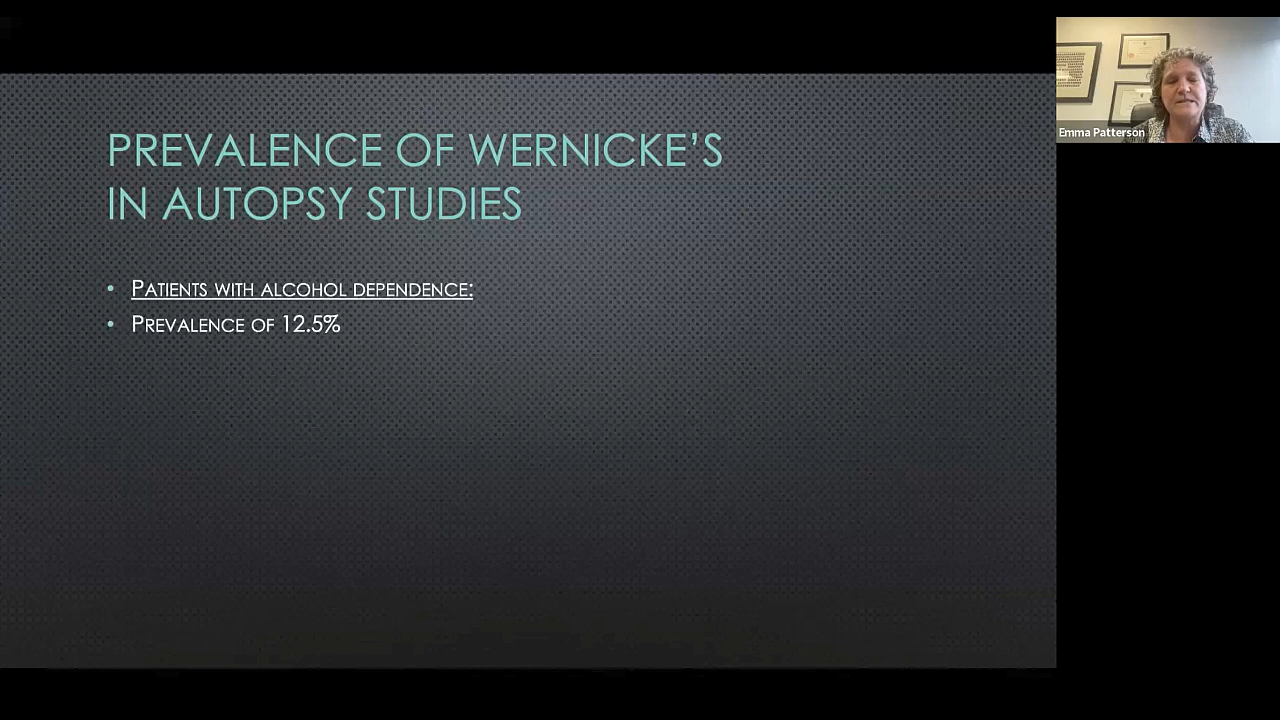 PREVALENCE OF WERNICKE’S
IN AUTOPSY STUDIES
• PATIENTS WITH ALCOHOL DEPENDENCE:
• PREVALENCE OF 12.5%
Emma Patterson